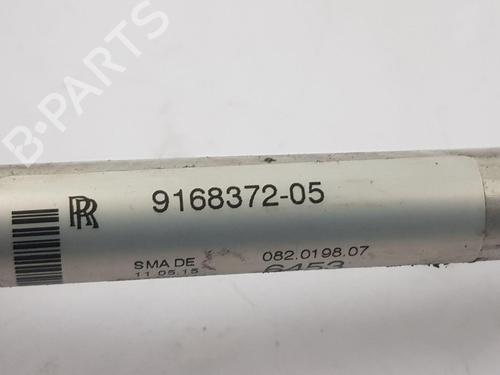 B-PARTS
RR 9168372-05
SMA DE 082.0198.07
11.05.15 6453